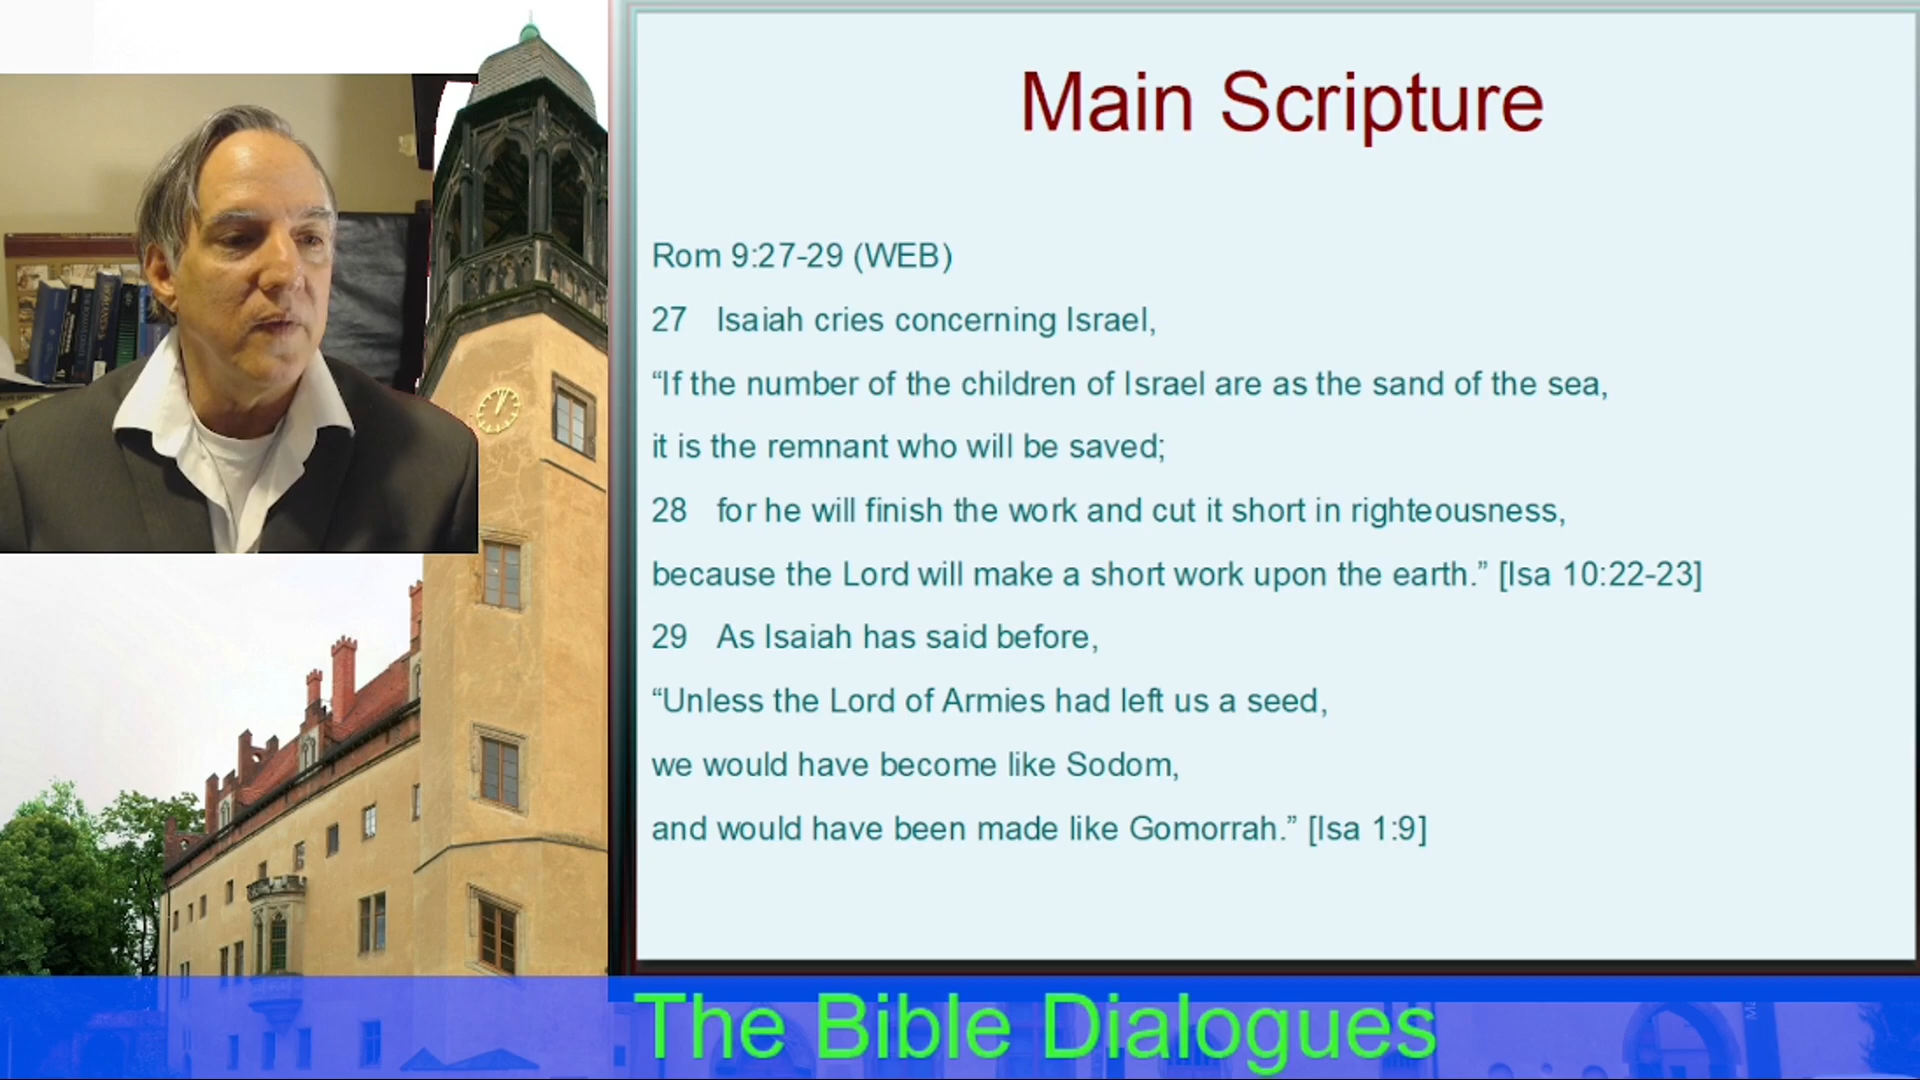 Main Scripture
Rom 9:27-29 (WEB)
27 Isaiah cries concerning Israel,
“If the number of the children of Israel are as the sand of the sea,
it is the remnant who will be saved;
28 for he will finish the work and cut it short in righteousness,
because the Lord will make a short work upon the earth.” [Isa 10:22-23]
29 As Isaiah has said before,
“Unless the Lord of Armies had left us a seed,
we would have become like Sodom,
and would have been made like Gomorrah.” [Isa 1:9]
The Bible Dialogues